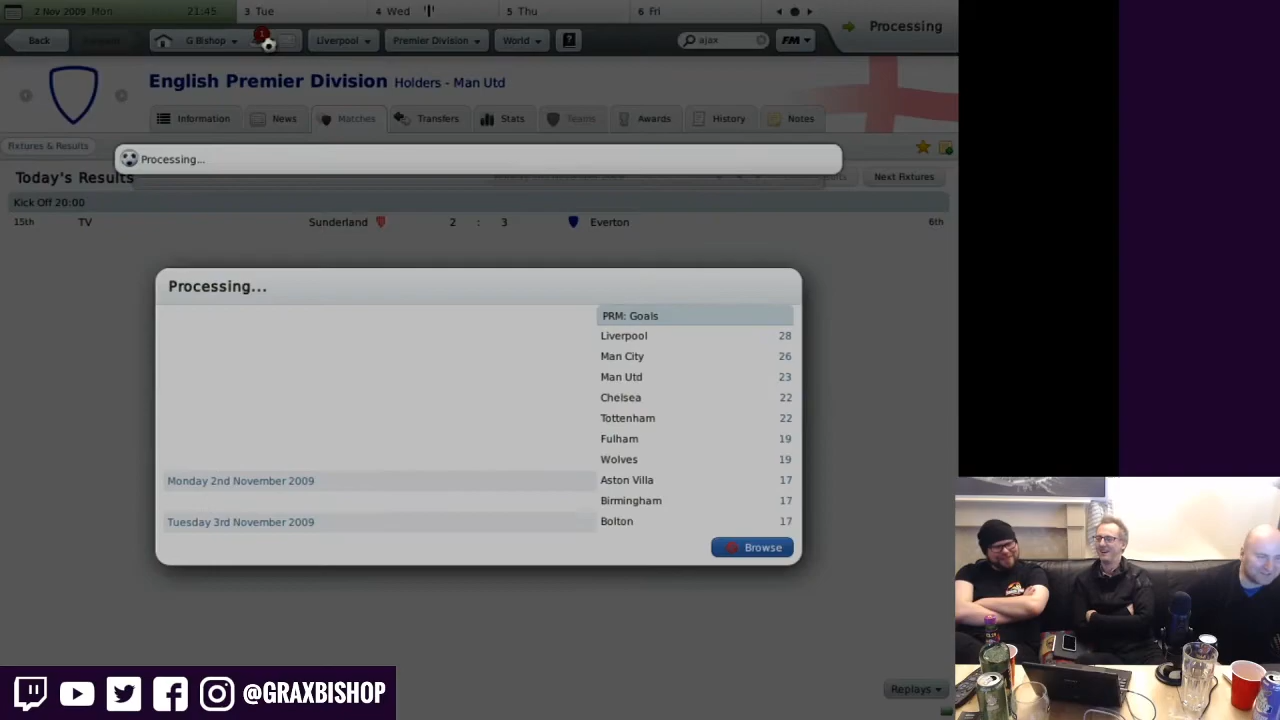 2 Nov 2009 Mon 21:45 3 Tue 4 Wed 5 Thu 6 Fri
Processing
Back G Bishop 1 Liverpool Premier Division World ? ajax FM
English Premier Division Holders - Man Utd
Information News Matches Transfers Stats Teams Awards History Notes
Fixtures & Results
Processing...
Today's Results Next Fixtures
Kick Off 20:00
15th TV Sunderland 2 : 3 Everton 6th
Processing...
PRM: Goals
Liverpool 28
Man City 26
Man Utd 23
Chelsea 22
Tottenham 22
Fulham 19
Wolves 19
Aston Villa 17
Monday 2nd November 2009
Birmingham 17
Bolton 17
Tuesday 3rd November 2009
Browse
Replays
@GRAXBISHOP